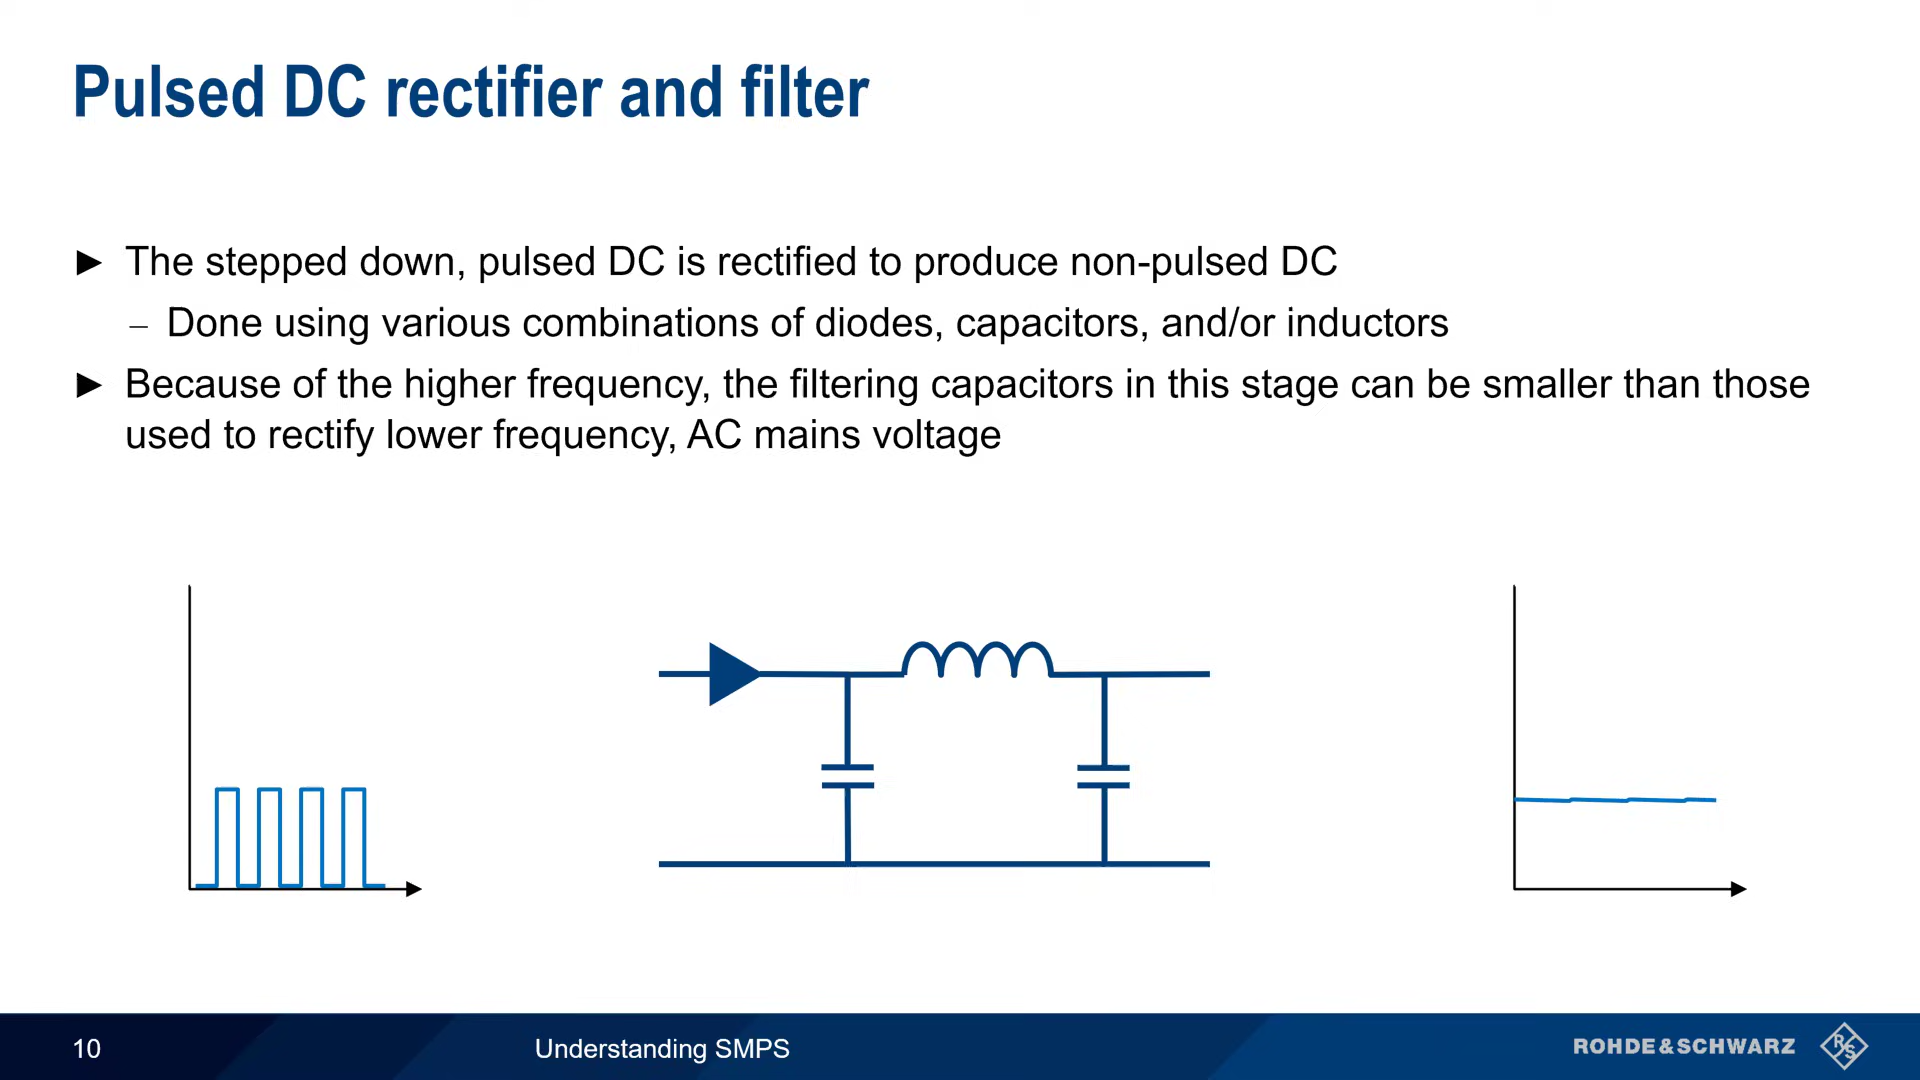 Pulsed DC rectifier and filter
► The stepped down, pulsed DC is rectified to produce non-pulsed DC
– Done using various combinations of diodes, capacitors, and/or inductors
► Because of the higher frequency, the filtering capacitors in this stage can be smaller than those
used to rectify lower frequency, AC mains voltage
10
Understanding SMPS
ROHDE&SCHWARZ
R&S